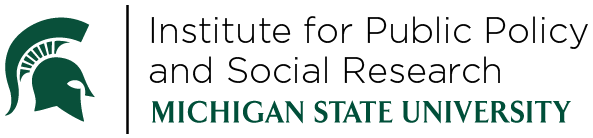 Institute for Public Policy
and Social Research
MICHIGAN STATE UNIVERSITY